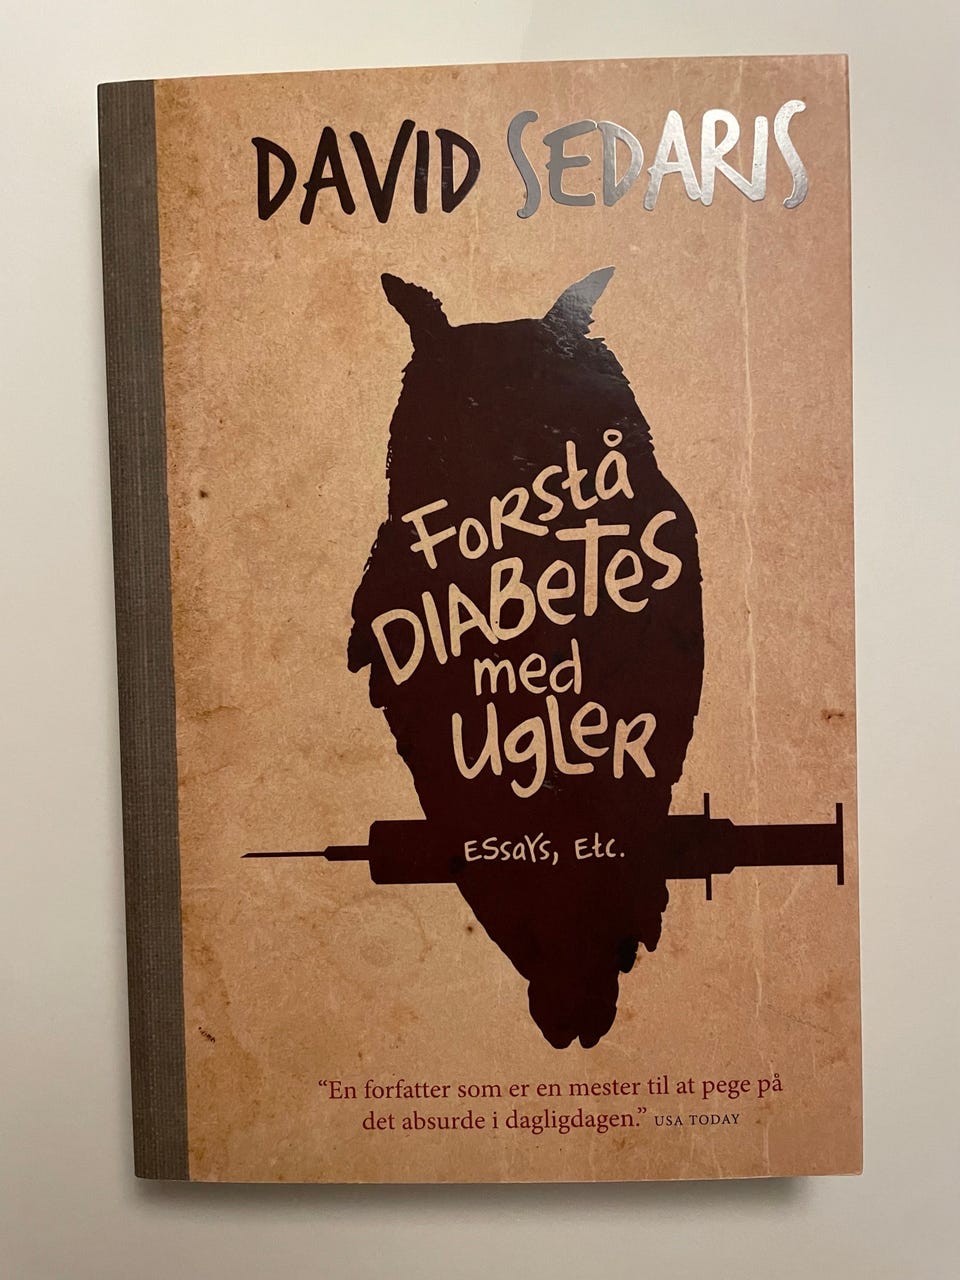 DAVID SEDARIS
FORStÅ
DIABeTeS
med
UgLeR
ESSaYs, Etc.
“En forfatter som er en mester til at pege på
det absurde i dagligdagen.” USA TODAY